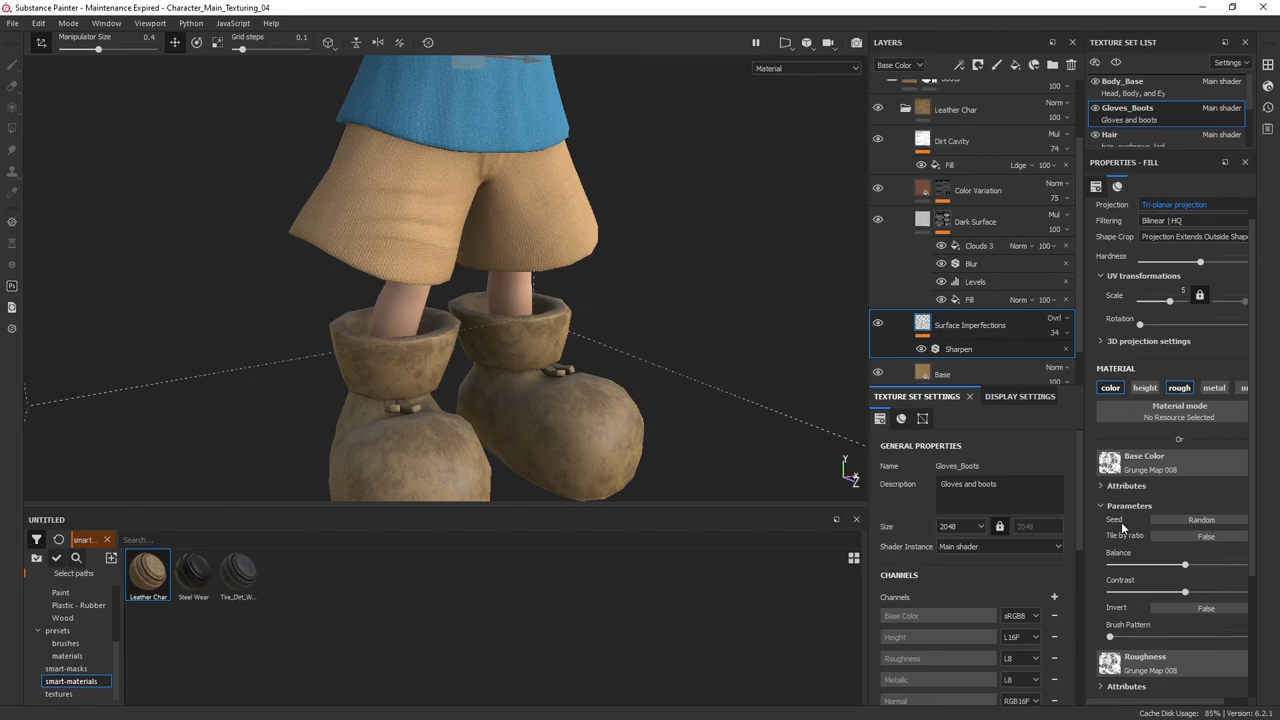 Substance Painter - Maintenance Expired - Character_Main_Texturing_04
File Edit Mode Window Viewport Python JavaScript Help
Manipulator Size 0.4 Grid steps 0.1
Material
LAYERS
Base Color
100
Leather Char Norm
100
Dirt Cavity Mul
74
Fill Ldge 100
Color Variation Norm
75
Dark Surface Mul
100
Clouds 3 Norm 100
Blur
Levels
Fill Norm 100
Surface Imperfections Ovrl
34
Sharpen
Base Norm
100
TEXTURE SET SETTINGS DISPLAY SETTINGS
GENERAL PROPERTIES
Name Gloves_Boots
Description Gloves and boots
Size 2048 2048
Shader Instance Main shader
CHANNELS
Channels
Base Color sRGB8
Height L16F
Roughness L8
Metallic L8
Normal RGB16F
TEXTURE SET LIST
Settings
Body_Base Main shader
Head, Body, and Ey
Gloves_Boots Main shader
Gloves and boots
Hair Main shader
PROPERTIES - FILL
Projection Tri-planar projection
Filtering Bilinear | HQ
Shape Crop Projection Extends Outside Shape
Hardness
UV transformations
Scale 5
Rotation
3D projection settings
MATERIAL
color height rough metal
Material mode
No Resource Selected
Or
Base Color
Grunge Map 008
Attributes
Parameters
Seed Random
Tile by ratio False
Balance
Contrast
Invert False
Brush Pattern
Roughness
Grunge Map 008
Attributes
UNTITLED
smart... Search...
Select paths
Paint
Plastic - Rubber
Wood
presets
brushes
materials
smart-masks
smart-materials
textures
Leather Char Steel Wear Tire_Dirt_W...
Y
X
Z
Ps
Cache Disk Usage: 85% | Version: 6.2.1